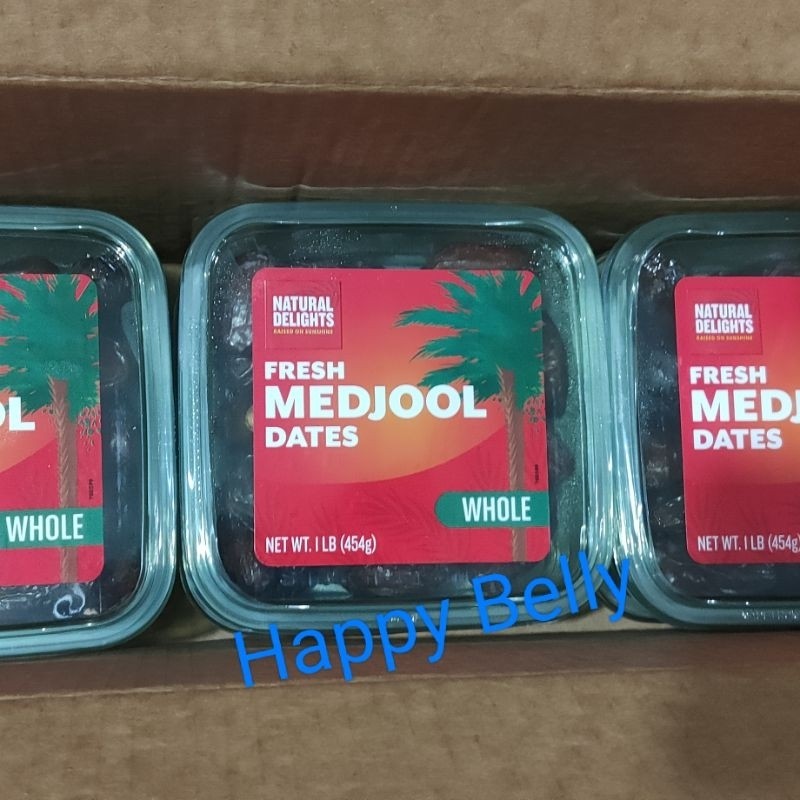 OL
WHOLE
NATURAL
DELIGHTS
RAISED ON SUNSHINE
FRESH
MEDJOOL
DATES
WHOLE
NET WT. 1 LB (454g)
NATURAL
DELIGHTS
RAISED ON SUNSHINE
FRESH
MEDJ
DATES
NET WT. 1 LB (454g)
Happy Belly